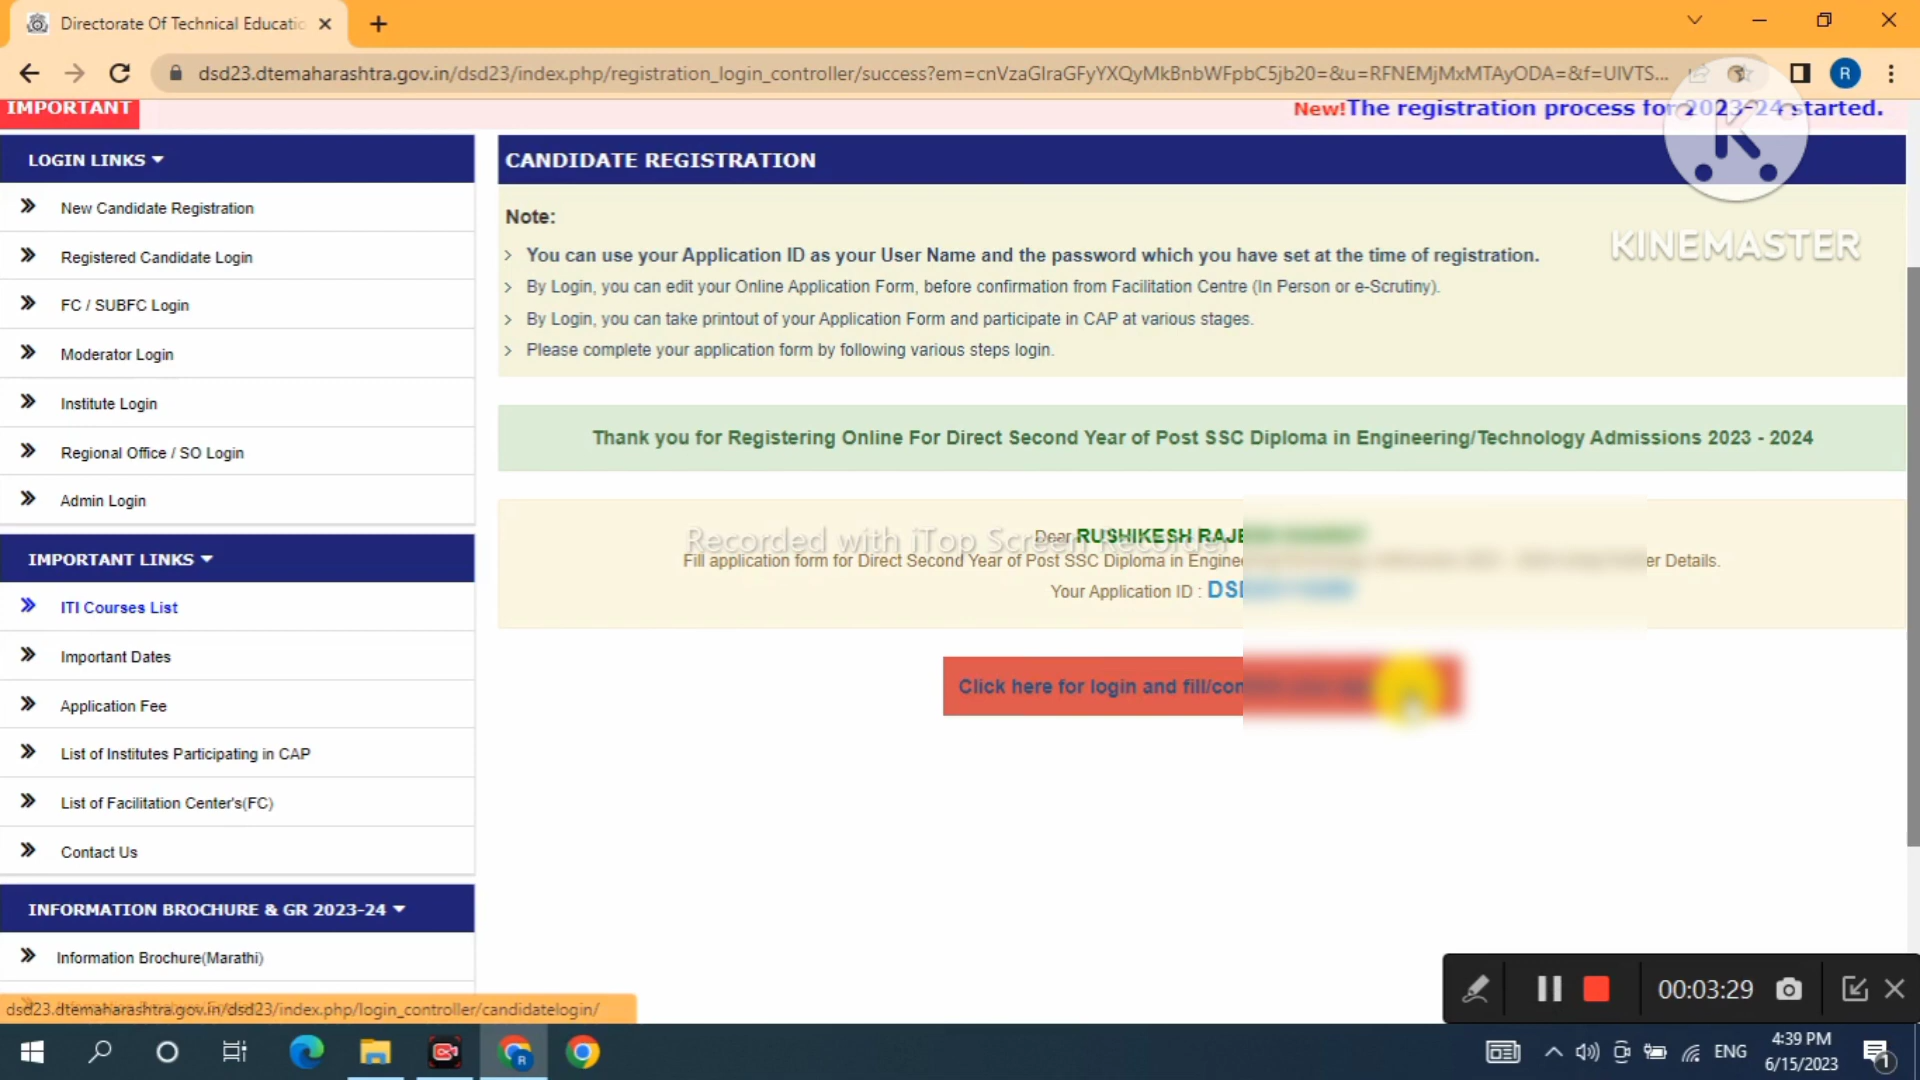 Directorate Of Technical Educatio
dsd23.dtemaharashtra.gov.in/dsd23/index.php/registration_login_controller/success?em=cnVzaGlraGFyYXQyMkBnbWFpbC5jb20=&u=RFNEMjMxMTAyODA=&f=UlVTS...
R
IMPORTANT
New!The registration process for 2023-24 started.
K
KINEMASTER
LOGIN LINKS
New Candidate Registration
Registered Candidate Login
FC / SUBFC Login
Moderator Login
Institute Login
Regional Office / SO Login
Admin Login
IMPORTANT LINKS
ITI Courses List
Important Dates
Application Fee
List of Institutes Participating in CAP
List of Facilitation Center's(FC)
Contact Us
INFORMATION BROCHURE & GR 2023-24
Information Brochure(Marathi)
dsd23.dtemaharashtra.gov.in/dsd23/index.php/login_controller/candidatelogin/
CANDIDATE REGISTRATION
Note:
You can use your Application ID as your User Name and the password which you have set at the time of registration.
By Login, you can edit your Online Application Form, before confirmation from Facilitation Centre (In Person or e-Scrutiny).
By Login, you can take printout of your Application Form and participate in CAP at various stages.
Please complete your application form by following various steps login.
Thank you for Registering Online For Direct Second Year of Post SSC Diploma in Engineering/Technology Admissions 2023 - 2024
Recorded with iTop Screen Recorder
Dear RUSHIKESH RAJE
Fill application form for Direct Second Year of Post SSC Diploma in Enginee er Details.
Your Application ID : DS
Click here for login and fill/con
00:03:29
R
ENG
4:39 PM
6/15/2023
1